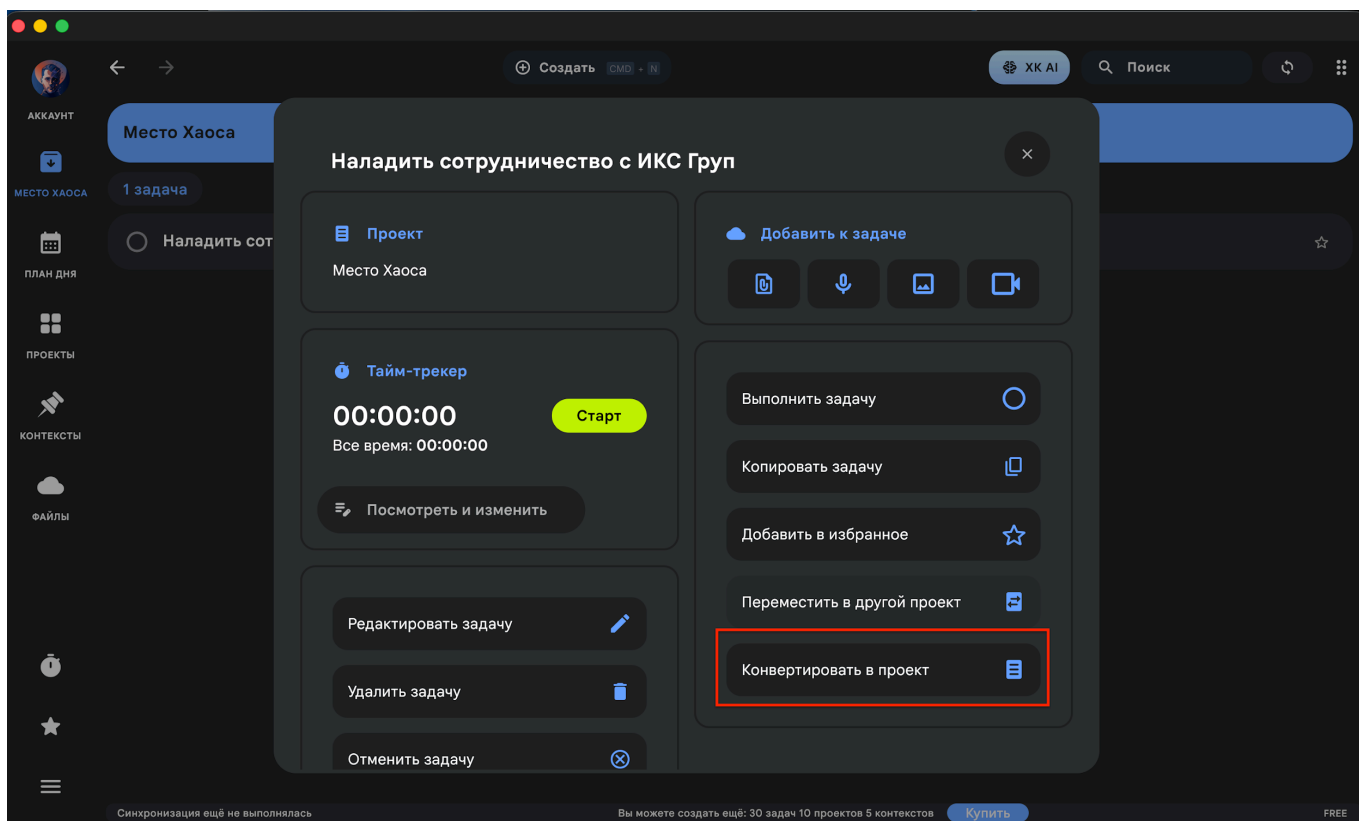 Создать CMD + N
ХК AI
Поиск
АККАУНТ
Место Хаоса
МЕСТО ХАОСА
1 задача
Наладить сот
ПЛАН ДНЯ
ПРОЕКТЫ
КОНТЕКСТЫ
ФАЙЛЫ
Наладить сотрудничество с ИКС Груп
Проект
Место Хаоса
Тайм-трекер
00:00:00
Старт
Все время: 00:00:00
Посмотреть и изменить
Редактировать задачу
Удалить задачу
Отменить задачу
Добавить к задаче
Выполнить задачу
Копировать задачу
Добавить в избранное
Переместить в другой проект
Конвертировать в проект
Синхронизация ещё не выполнялась
Вы можете создать ещё: 30 задач 10 проектов 5 контекстов
Купить
FREE